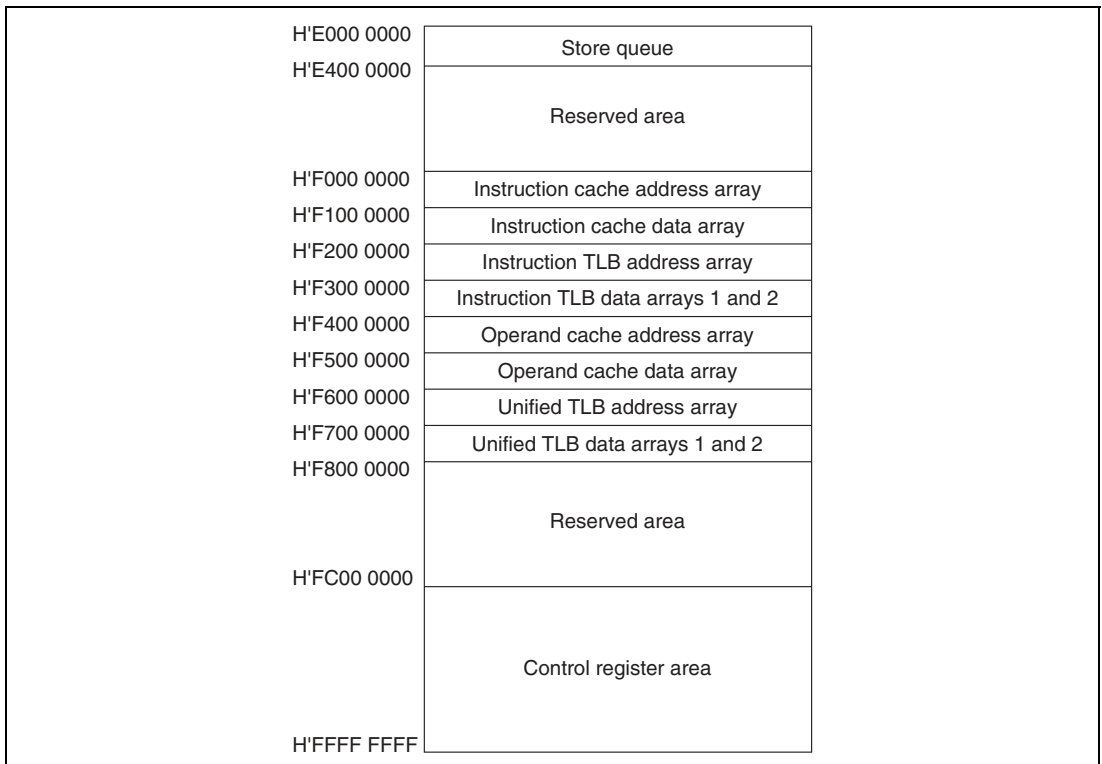 H'E000 0000
Store queue
H'E400 0000
Reserved area
H'F000 0000
Instruction cache address array
H'F100 0000
Instruction cache data array
H'F200 0000
Instruction TLB address array
H'F300 0000
Instruction TLB data arrays 1 and 2
H'F400 0000
Operand cache address array
H'F500 0000
Operand cache data array
H'F600 0000
Unified TLB address array
H'F700 0000
Unified TLB data arrays 1 and 2
H'F800 0000
Reserved area
H'FC00 0000
Control register area
H'FFFF FFFF